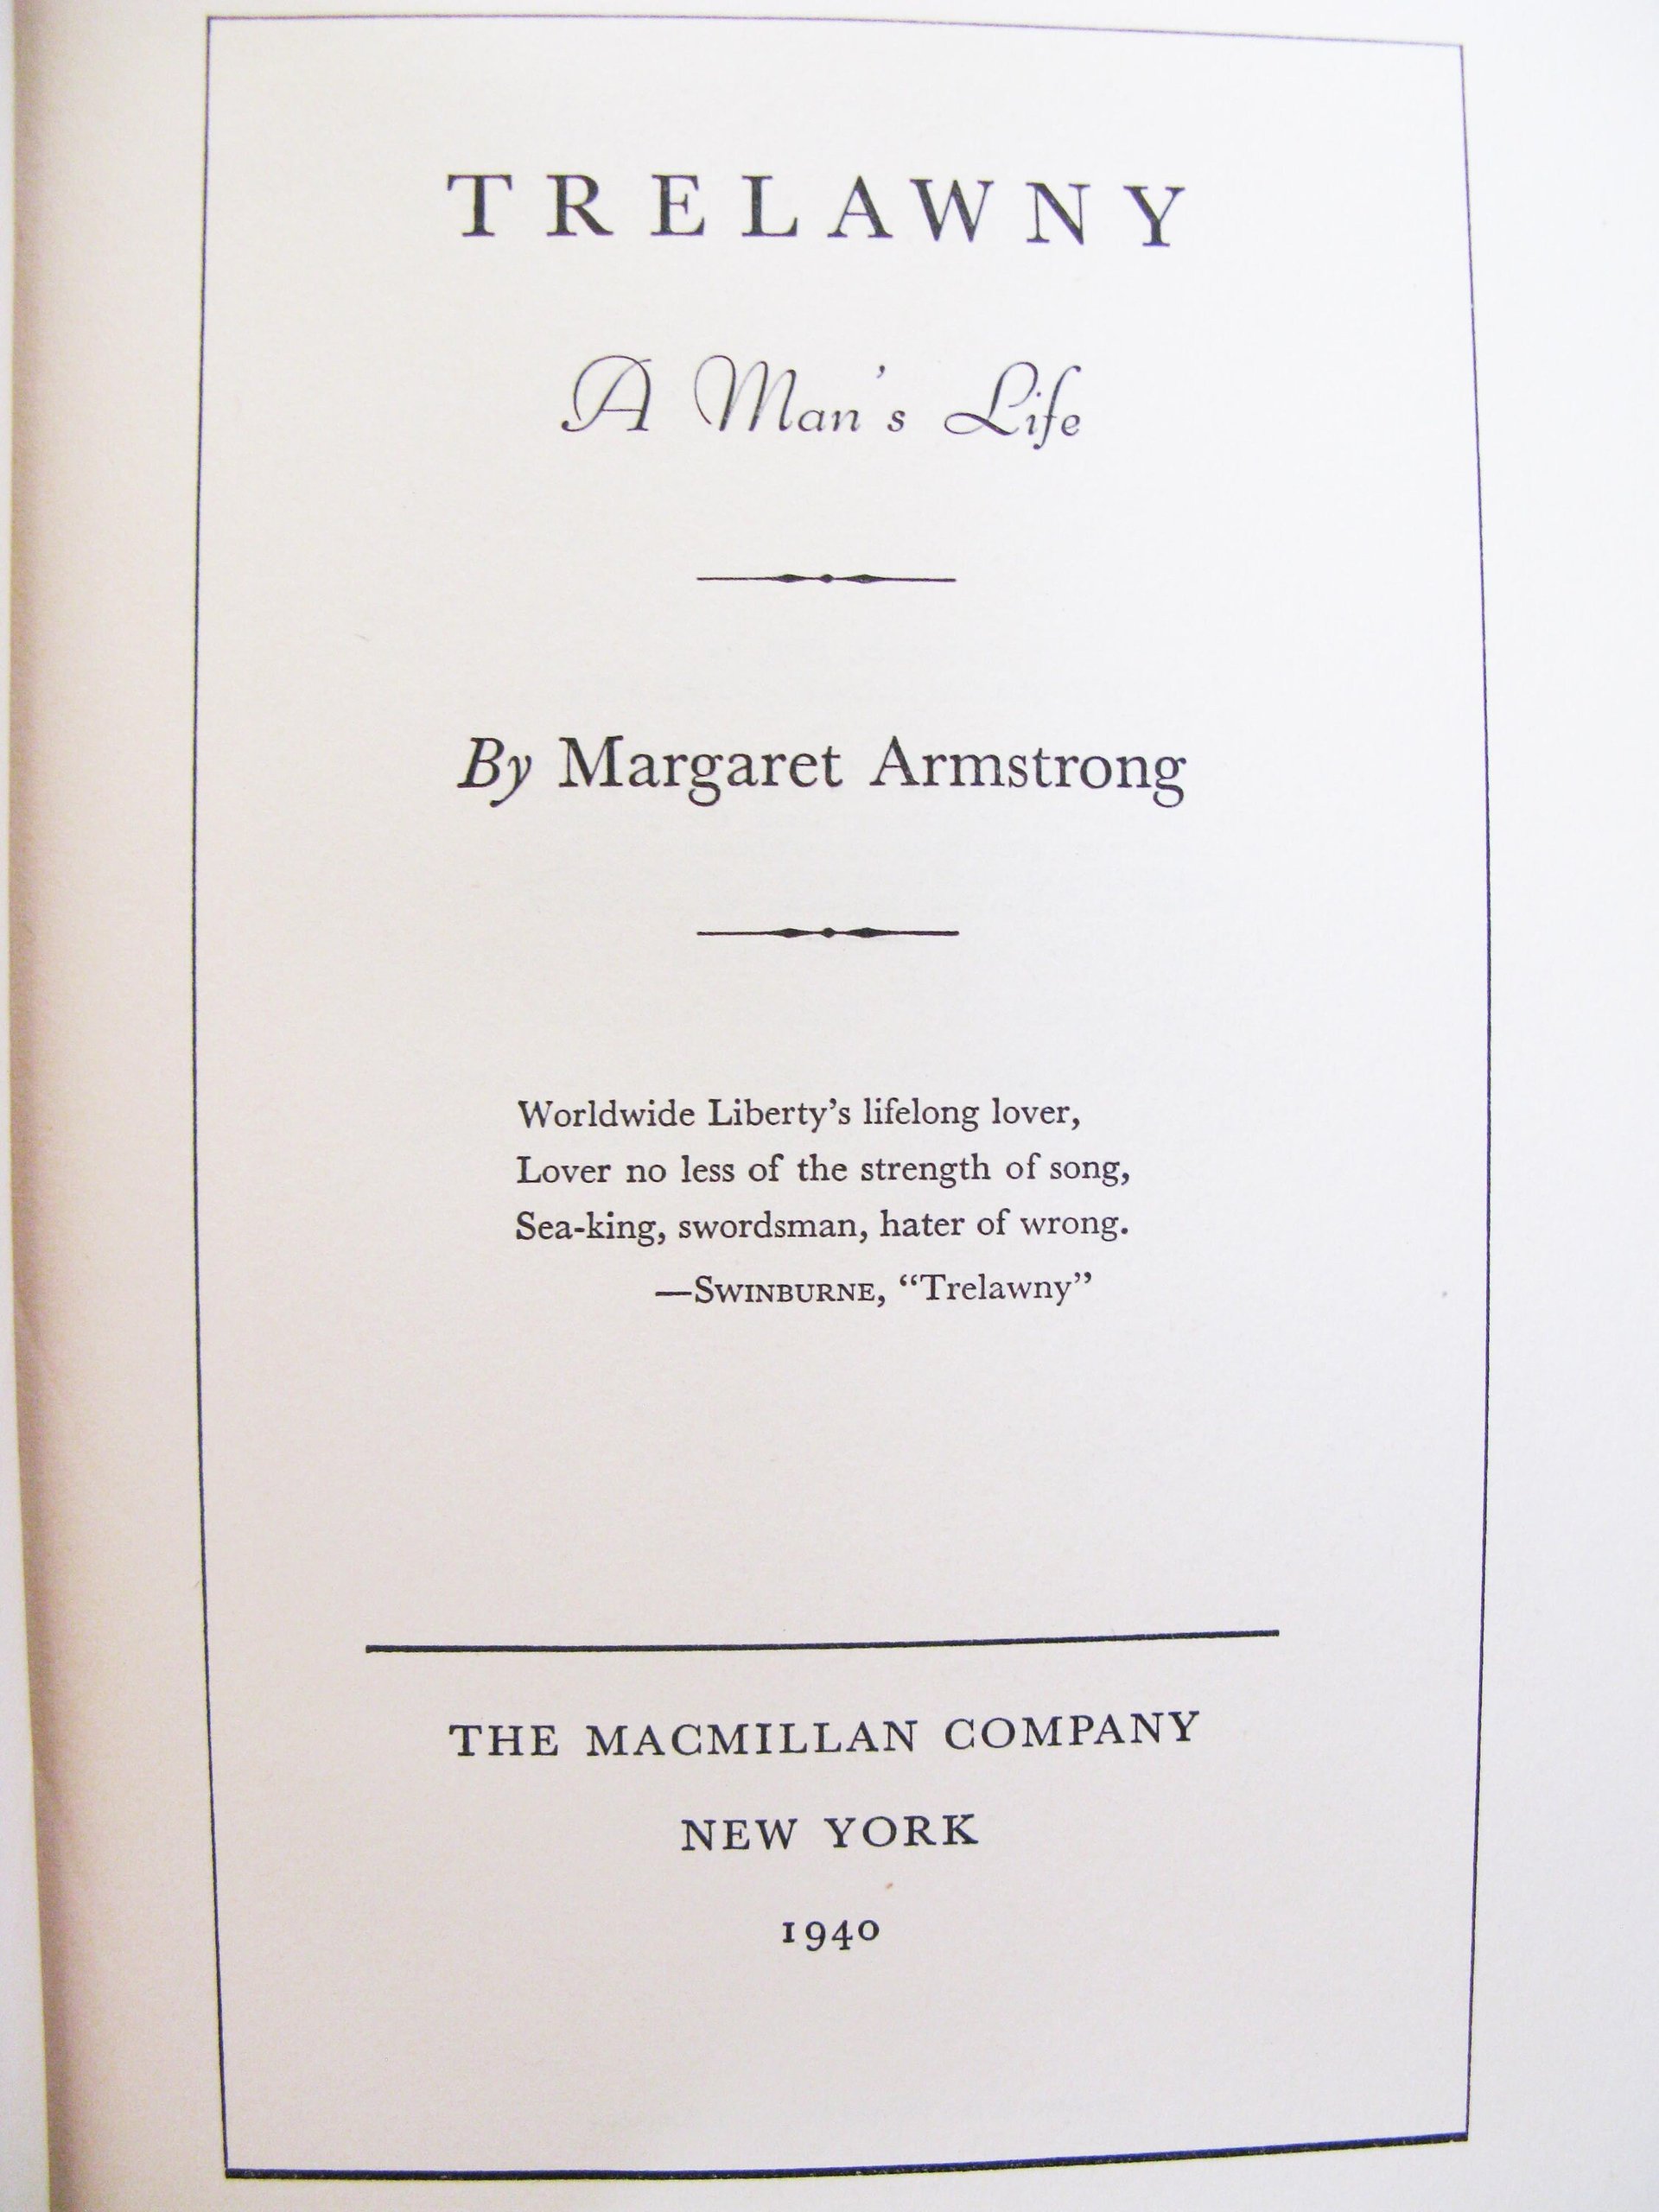 TRELAWNY
A Man's Life
By Margaret Armstrong
Worldwide Liberty’s lifelong lover,
Lover no less of the strength of song,
Sea-king, swordsman, hater of wrong.
—SWINBURNE, “Trelawny”
THE MACMILLAN COMPANY
NEW YORK
1940